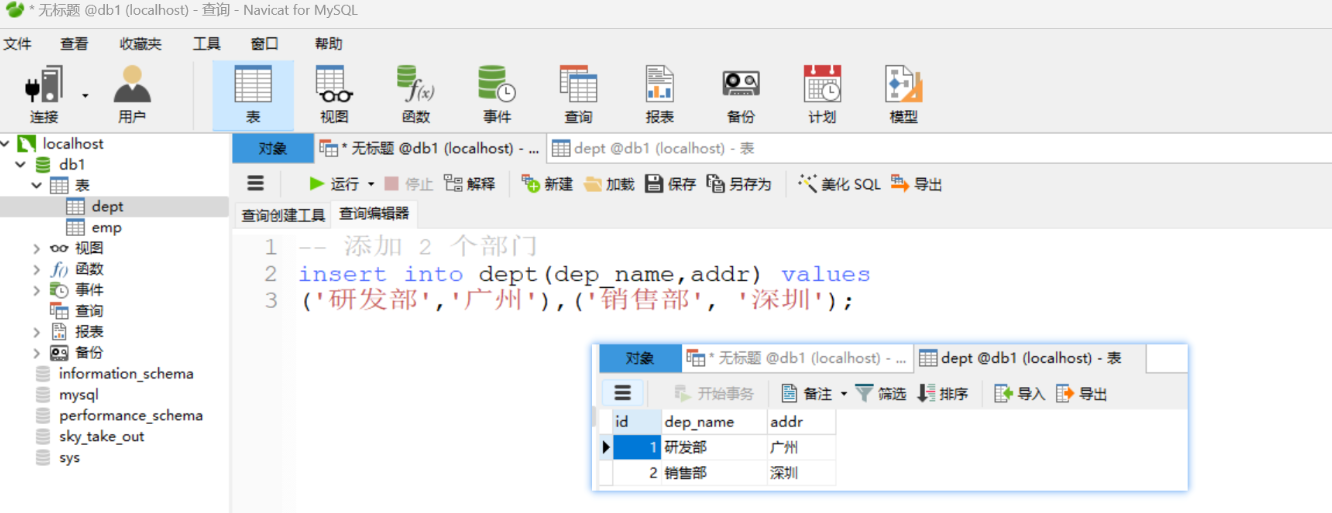 * 无标题 @db1 (localhost) - 查询 - Navicat for MySQL
文件 查看 收藏夹 工具 窗口 帮助
连接 用户 表 视图 函数 事件 查询 报表 备份 计划 模型
localhost
db1
表
dept
emp
视图
函数
事件
查询
报表
备份
information_schema
mysql
performance_schema
sky_take_out
sys
对象 * 无标题 @db1 (localhost) - ... dept @db1 (localhost) - 表
运行 停止 解释 新建 加载 保存 另存为 美化 SQL 导出
查询创建工具 查询编辑器
1 -- 添加 2 个部门
2 insert into dept(dep_name,addr) values
3 ('研发部','广州'),('销售部', '深圳');
对象 * 无标题 @db1 (localhost) - ... dept @db1 (localhost) - 表
开始事务 备注 筛选 排序 导入 导出
id dep_name addr
1 研发部 广州
2 销售部 深圳